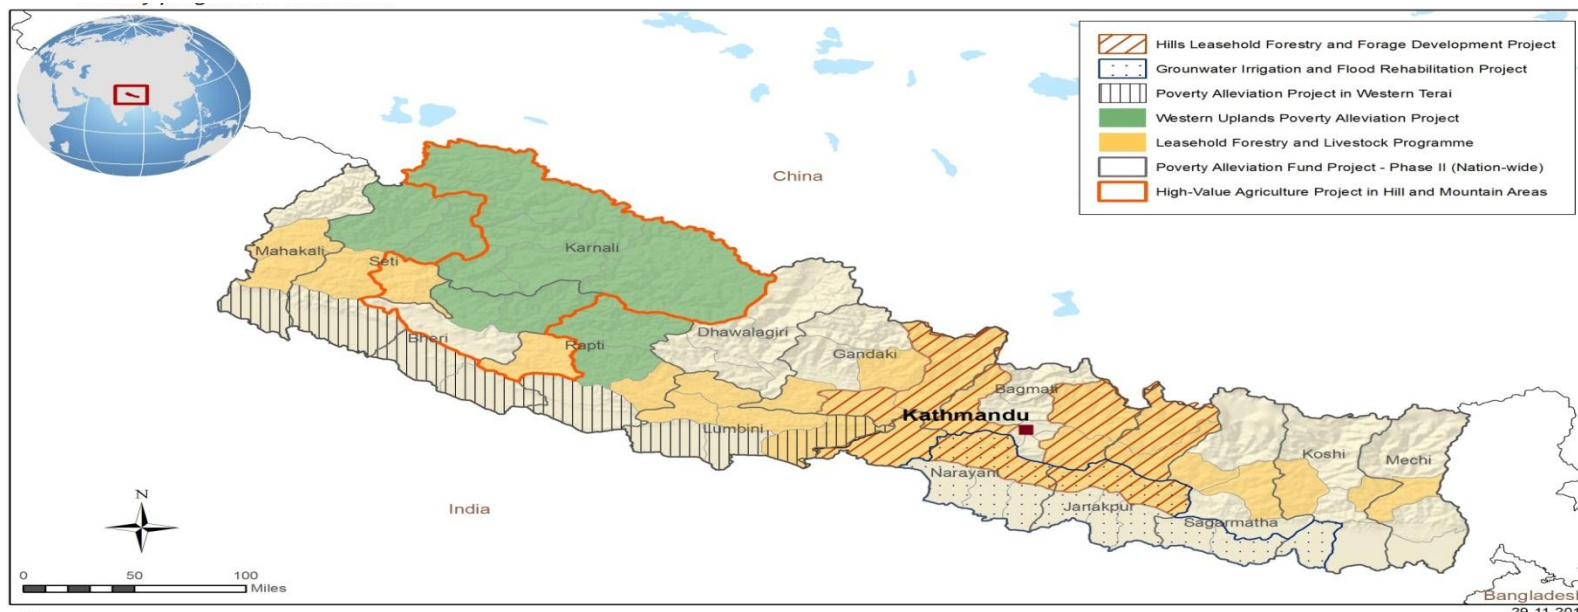 Hills Leasehold Forestry and Forage Development Project
Grounwater Irrigation and Flood Rehabilitation Project
Poverty Alleviation Project in Western Terai
Western Uplands Poverty Alleviation Project
Leasehold Forestry and Livestock Programme
Poverty Alleviation Fund Project - Phase II (Nation-wide)
High-Value Agriculture Project in Hill and Mountain Areas
China
Karnali
Mahakali
Seti
Dhawalagiri
Bheri
Rapti
Gandaki
Bagmati
Kathmandu
Lumbini
Koshi
Mechi
Narayani
Janakpur
Sagarmatha
India
N
0 50 100
Miles
Bangladesh